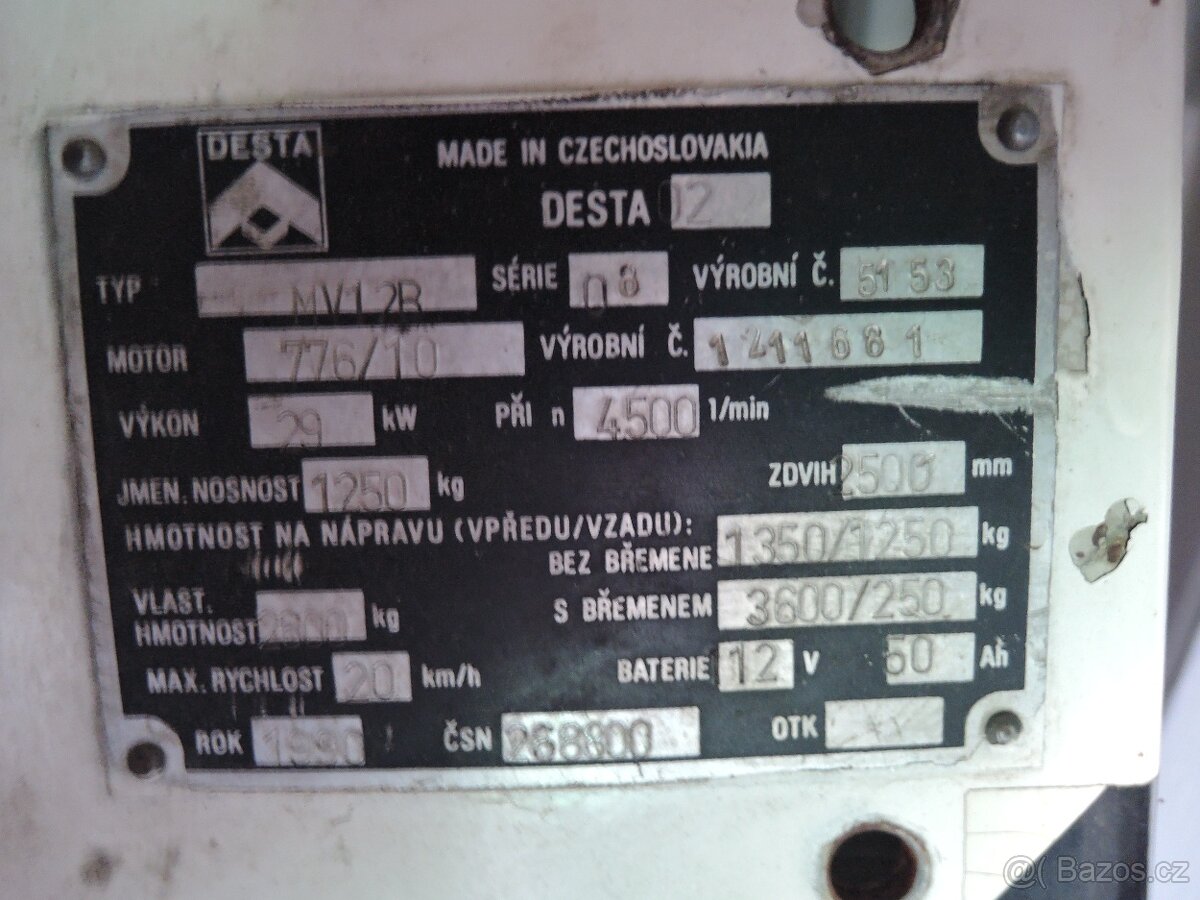 DESTA
MADE IN CZECHOSLOVAKIA
DESTA 02
TYP MV12B SÉRIE 08 VÝROBNÍ Č. 5153
MOTOR 776/10 VÝROBNÍ Č. 1211661
VÝKON 29 kW PŘI n 4500 1/min
JMEN. NOSNOST 1250 kg ZDVIH 2500 mm
HMOTNOST NA NÁPRAVU (VPŘEDU/VZADU):
BEZ BŘEMENE 1350/1250 kg
VLAST. HMOTNOST kg S BŘEMENEM 3600/250 kg
MAX. RYCHLOST 20 km/h BATERIE 12 V 50 Ah
ROK 1990 ČSN 268800 OTK
Bazos.cz